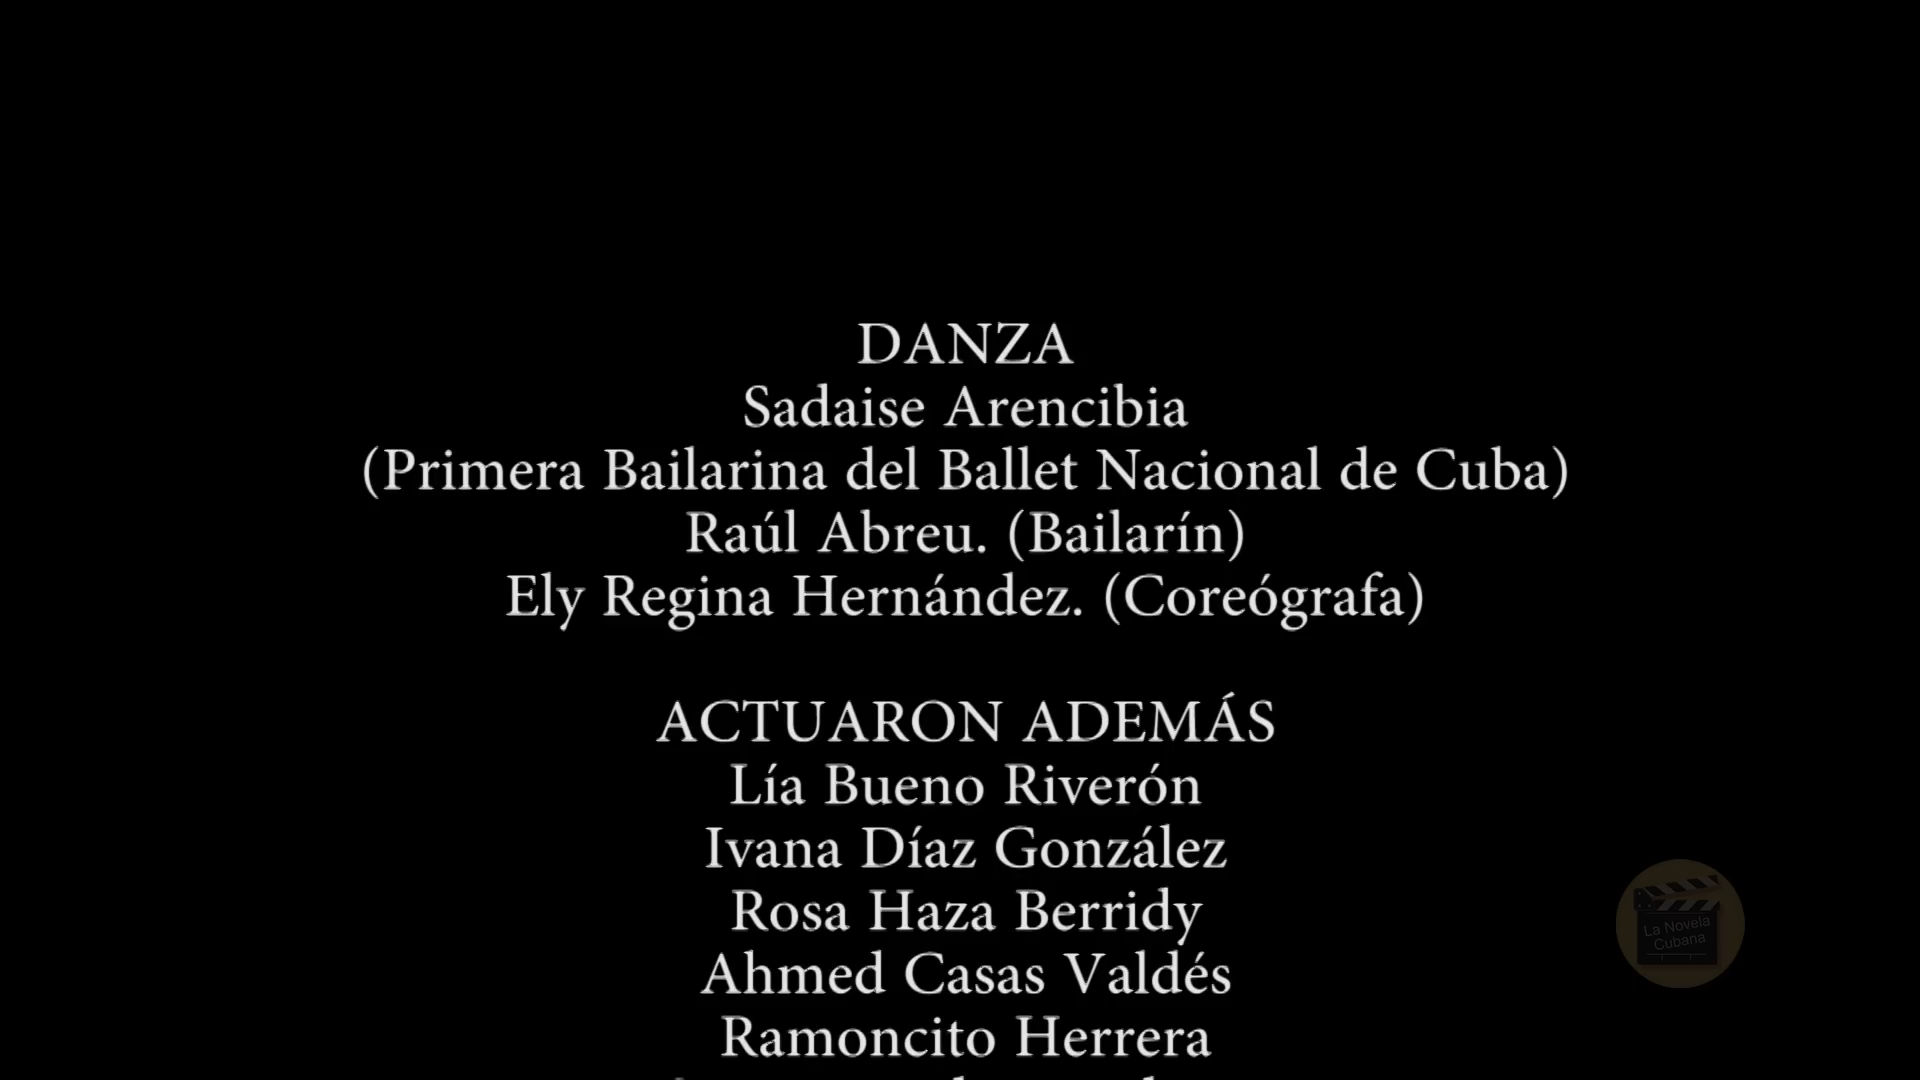 DANZA
Sadaise Arencibia
(Primera Bailarina del Ballet Nacional de Cuba)
Raúl Abreu. (Bailarín)
Ely Regina Hernández. (Coreógrafa)
ACTUARON ADEMÁS
Lía Bueno Riverón
Ivana Díaz González
Rosa Haza Berridy
Ahmed Casas Valdés
Ramoncito Herrera
La Novela
Cubana